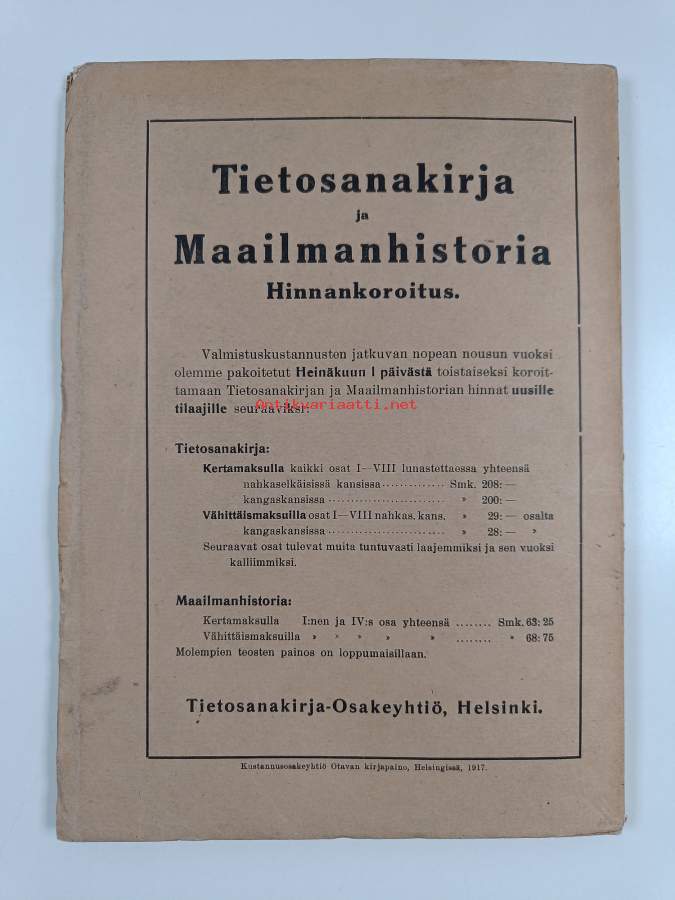 Tietosanakirja
ja
Maailmanhistoria
Hinnankoroitus.
Valmistuskustannusten jatkuvan nopean nousun vuoksi
olemme pakoitetut Heinäkuun 1 päivästä toistaiseksi koroit-
tamaan Tietosanakirjan ja Maailmanhistorian hinnat uusille
tilaajille seuraaviksi:
Antikvariaatti.net
Tietosanakirja:
Kertamaksulla kaikki osat I—VIII lunastettaessa yhteensä
nahkaselkäisissä kansissa .............. Smk. 208: —
kangaskansissa .......................... » 200: —
Vähittäismaksuilla osat I—VIII nahkas. kans. » 29: — osalta
kangaskansissa .......................... » 28: — »
Seuraavat osat tulevat muita tuntuvasti laajemmiksi ja sen vuoksi
kalliimmiksi.
Maailmanhistoria:
Kertamaksulla I:nen ja IV:s osa yhteensä ........ Smk. 63: 25
Vähittäismaksuilla » » » » » ........ » 68: 75
Molempien teosten painos on loppumaisillaan.
Tietosanakirja-Osakeyhtiö, Helsinki.
Kustannusosakeyhtiö Otavan kirjapaino, Helsingissä, 1917.